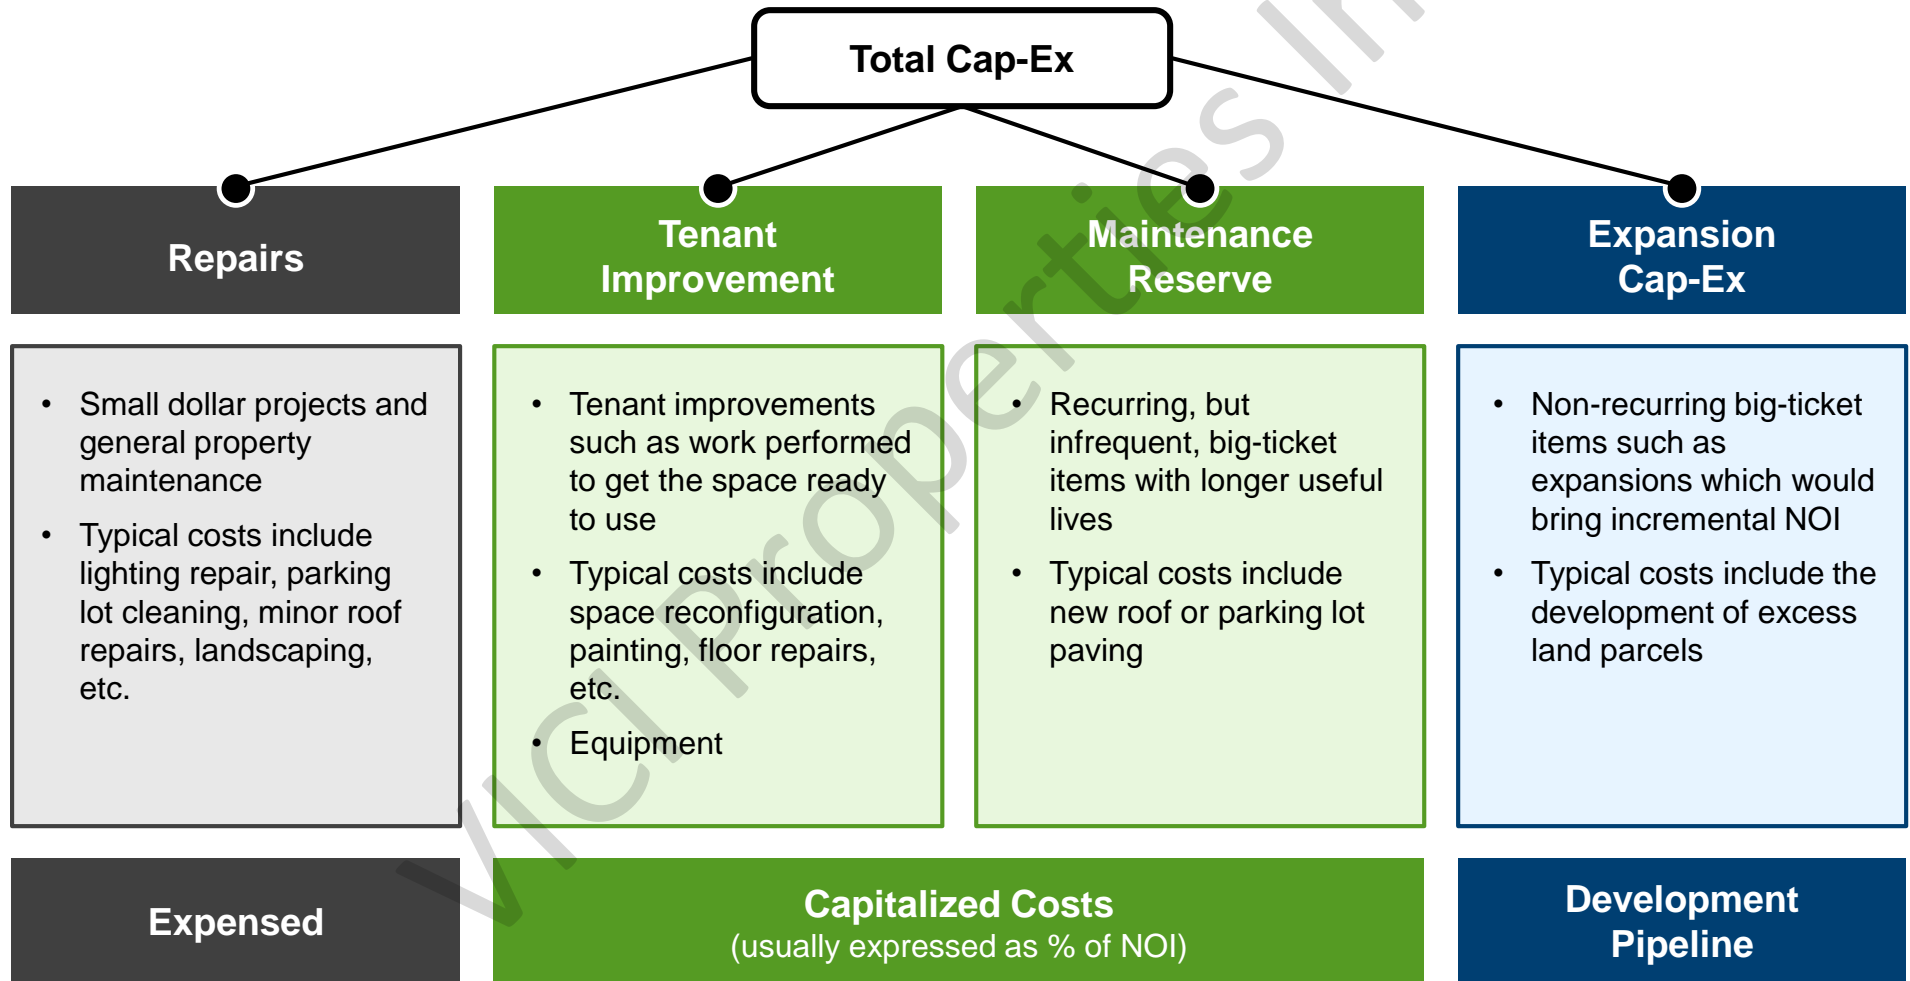 Total Cap-Ex
Repairs
Tenant
Improvement
Maintenance
Reserve
Expansion
Cap-Ex
• Small dollar projects and
general property
maintenance
• Typical costs include
lighting repair, parking
lot cleaning, minor roof
repairs, landscaping,
etc.
• Tenant improvements
such as work performed
to get the space ready
to use
• Typical costs include
space reconfiguration,
painting, floor repairs,
etc.
• Equipment
• Recurring, but
infrequent, big-ticket
items with longer useful
lives
• Typical costs include
new roof or parking lot
paving
• Non-recurring big-ticket
items such as
expansions which would
bring incremental NOI
• Typical costs include the
development of excess
land parcels
Expensed
Capitalized Costs
(usually expressed as % of NOI)
Development
Pipeline
VICI Properties